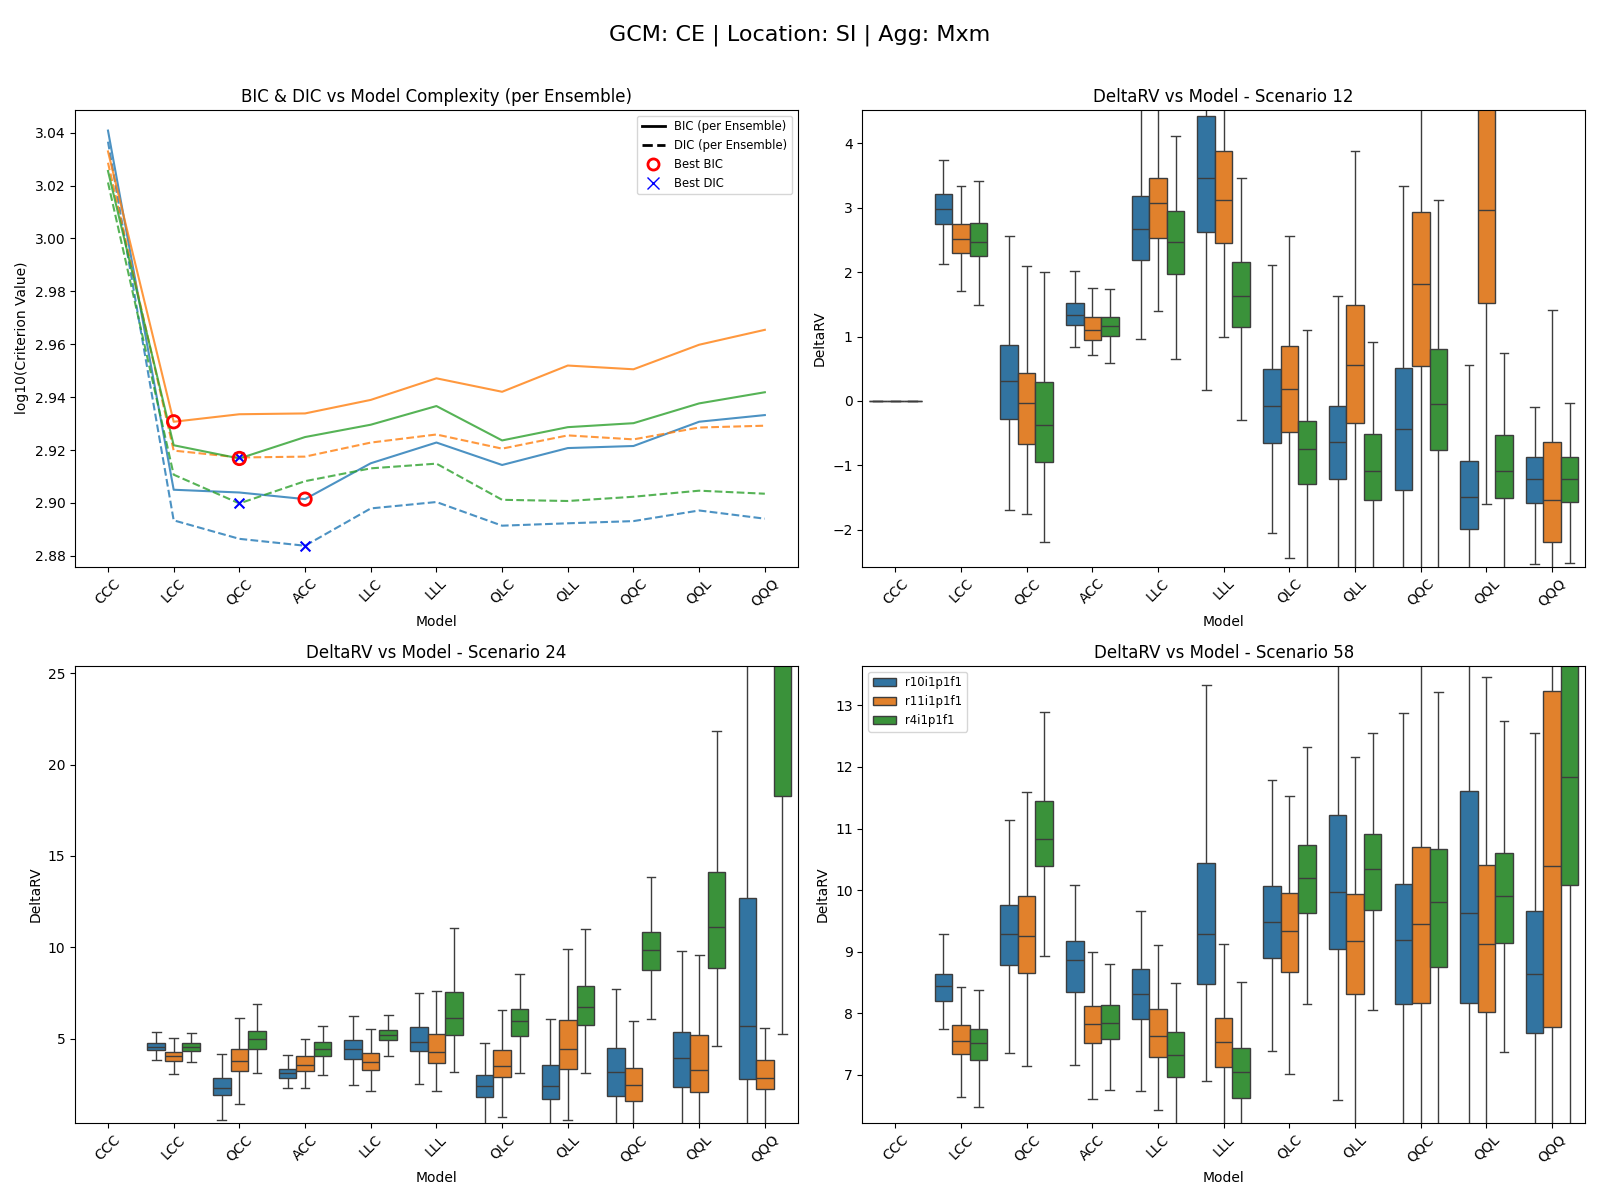 GCM: CE | Location: SI | Agg: Mxm
BIC & DIC vs Model Complexity (per Ensemble)
log10(Criterion Value)
3.04
3.02
3.00
2.98
2.96
2.94
2.92
2.90
2.88
BIC (per Ensemble)
DIC (per Ensemble)
Best BIC
Best DIC
CCC LCC QCC ACC LLC LLL QLC QLL QQC QQL QQQ
Model
DeltaRV vs Model - Scenario 12
DeltaRV
4
3
2
1
0
−1
−2
CCC LCC QCC ACC LLC LLL QLC QLL QQC QQL QQQ
Model
DeltaRV vs Model - Scenario 24
DeltaRV
25
20
15
10
5
CCC LCC QCC ACC LLC LLL QLC QLL QQC QQL QQQ
Model
DeltaRV vs Model - Scenario 58
DeltaRV
13
12
11
10
9
8
7
r10i1p1f1
r11i1p1f1
r4i1p1f1
CCC LCC QCC ACC LLC LLL QLC QLL QQC QQL QQQ
Model